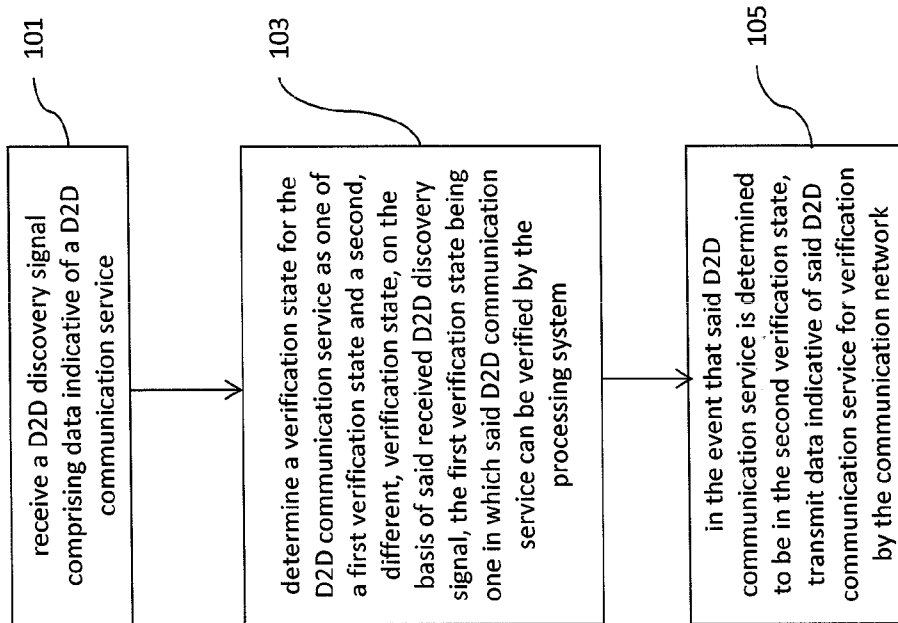 receive a D2D discovery signal
comprising data indicative of a D2D
communication service
101
determine a verification state for the
D2D communication service as one of
a first verification state and a second,
different, verification state, on the
basis of said received D2D discovery
signal, the first verification state being
one in which said D2D communication
service can be verified by the
processing system
103
in the event that said D2D
communication service is determined
to be in the second verification state,
transmit data indicative of said D2D
communication service for verification
by the communication network
105